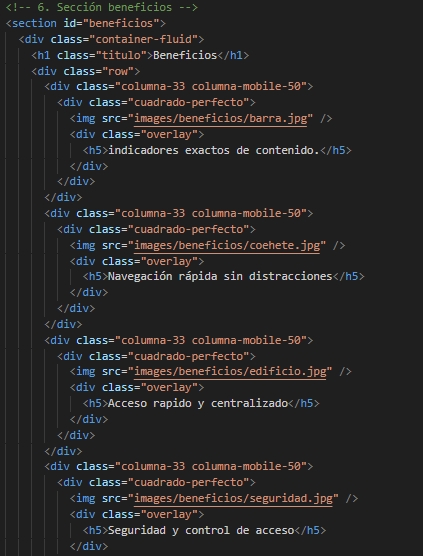 <!-- 6. Sección beneficios -->
<section id="beneficios">
<div class="container-fluid">
<h1 class="titulo">Beneficios</h1>
<div class="row">
<div class="columna-33 columna-mobile-50">
<div class="cuadrado-perfecto">
<img src="images/beneficios/barra.jpg" />
<div class="overlay">
<h5>indicadores exactos de contenido.</h5>
</div>
</div>
</div>
<div class="columna-33 columna-mobile-50">
<div class="cuadrado-perfecto">
<img src="images/beneficios/coehete.jpg" />
<div class="overlay">
<h5>Navegación rápida sin distracciones</h5>
</div>
</div>
</div>
<div class="columna-33 columna-mobile-50">
<div class="cuadrado-perfecto">
<img src="images/beneficios/edificio.jpg" />
<div class="overlay">
<h5>Acceso rapido y centralizado</h5>
</div>
</div>
</div>
<div class="columna-33 columna-mobile-50">
<div class="cuadrado-perfecto">
<img src="images/beneficios/seguridad.jpg" />
<div class="overlay">
<h5>Seguridad y control de acceso</h5>
</div>